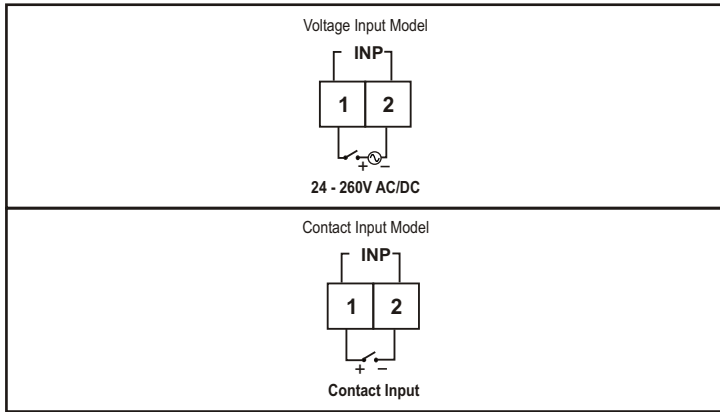 Voltage Input Model
INP
1 2
+ −
24 - 260V AC/DC
Contact Input Model
INP
1 2
+ −
Contact Input